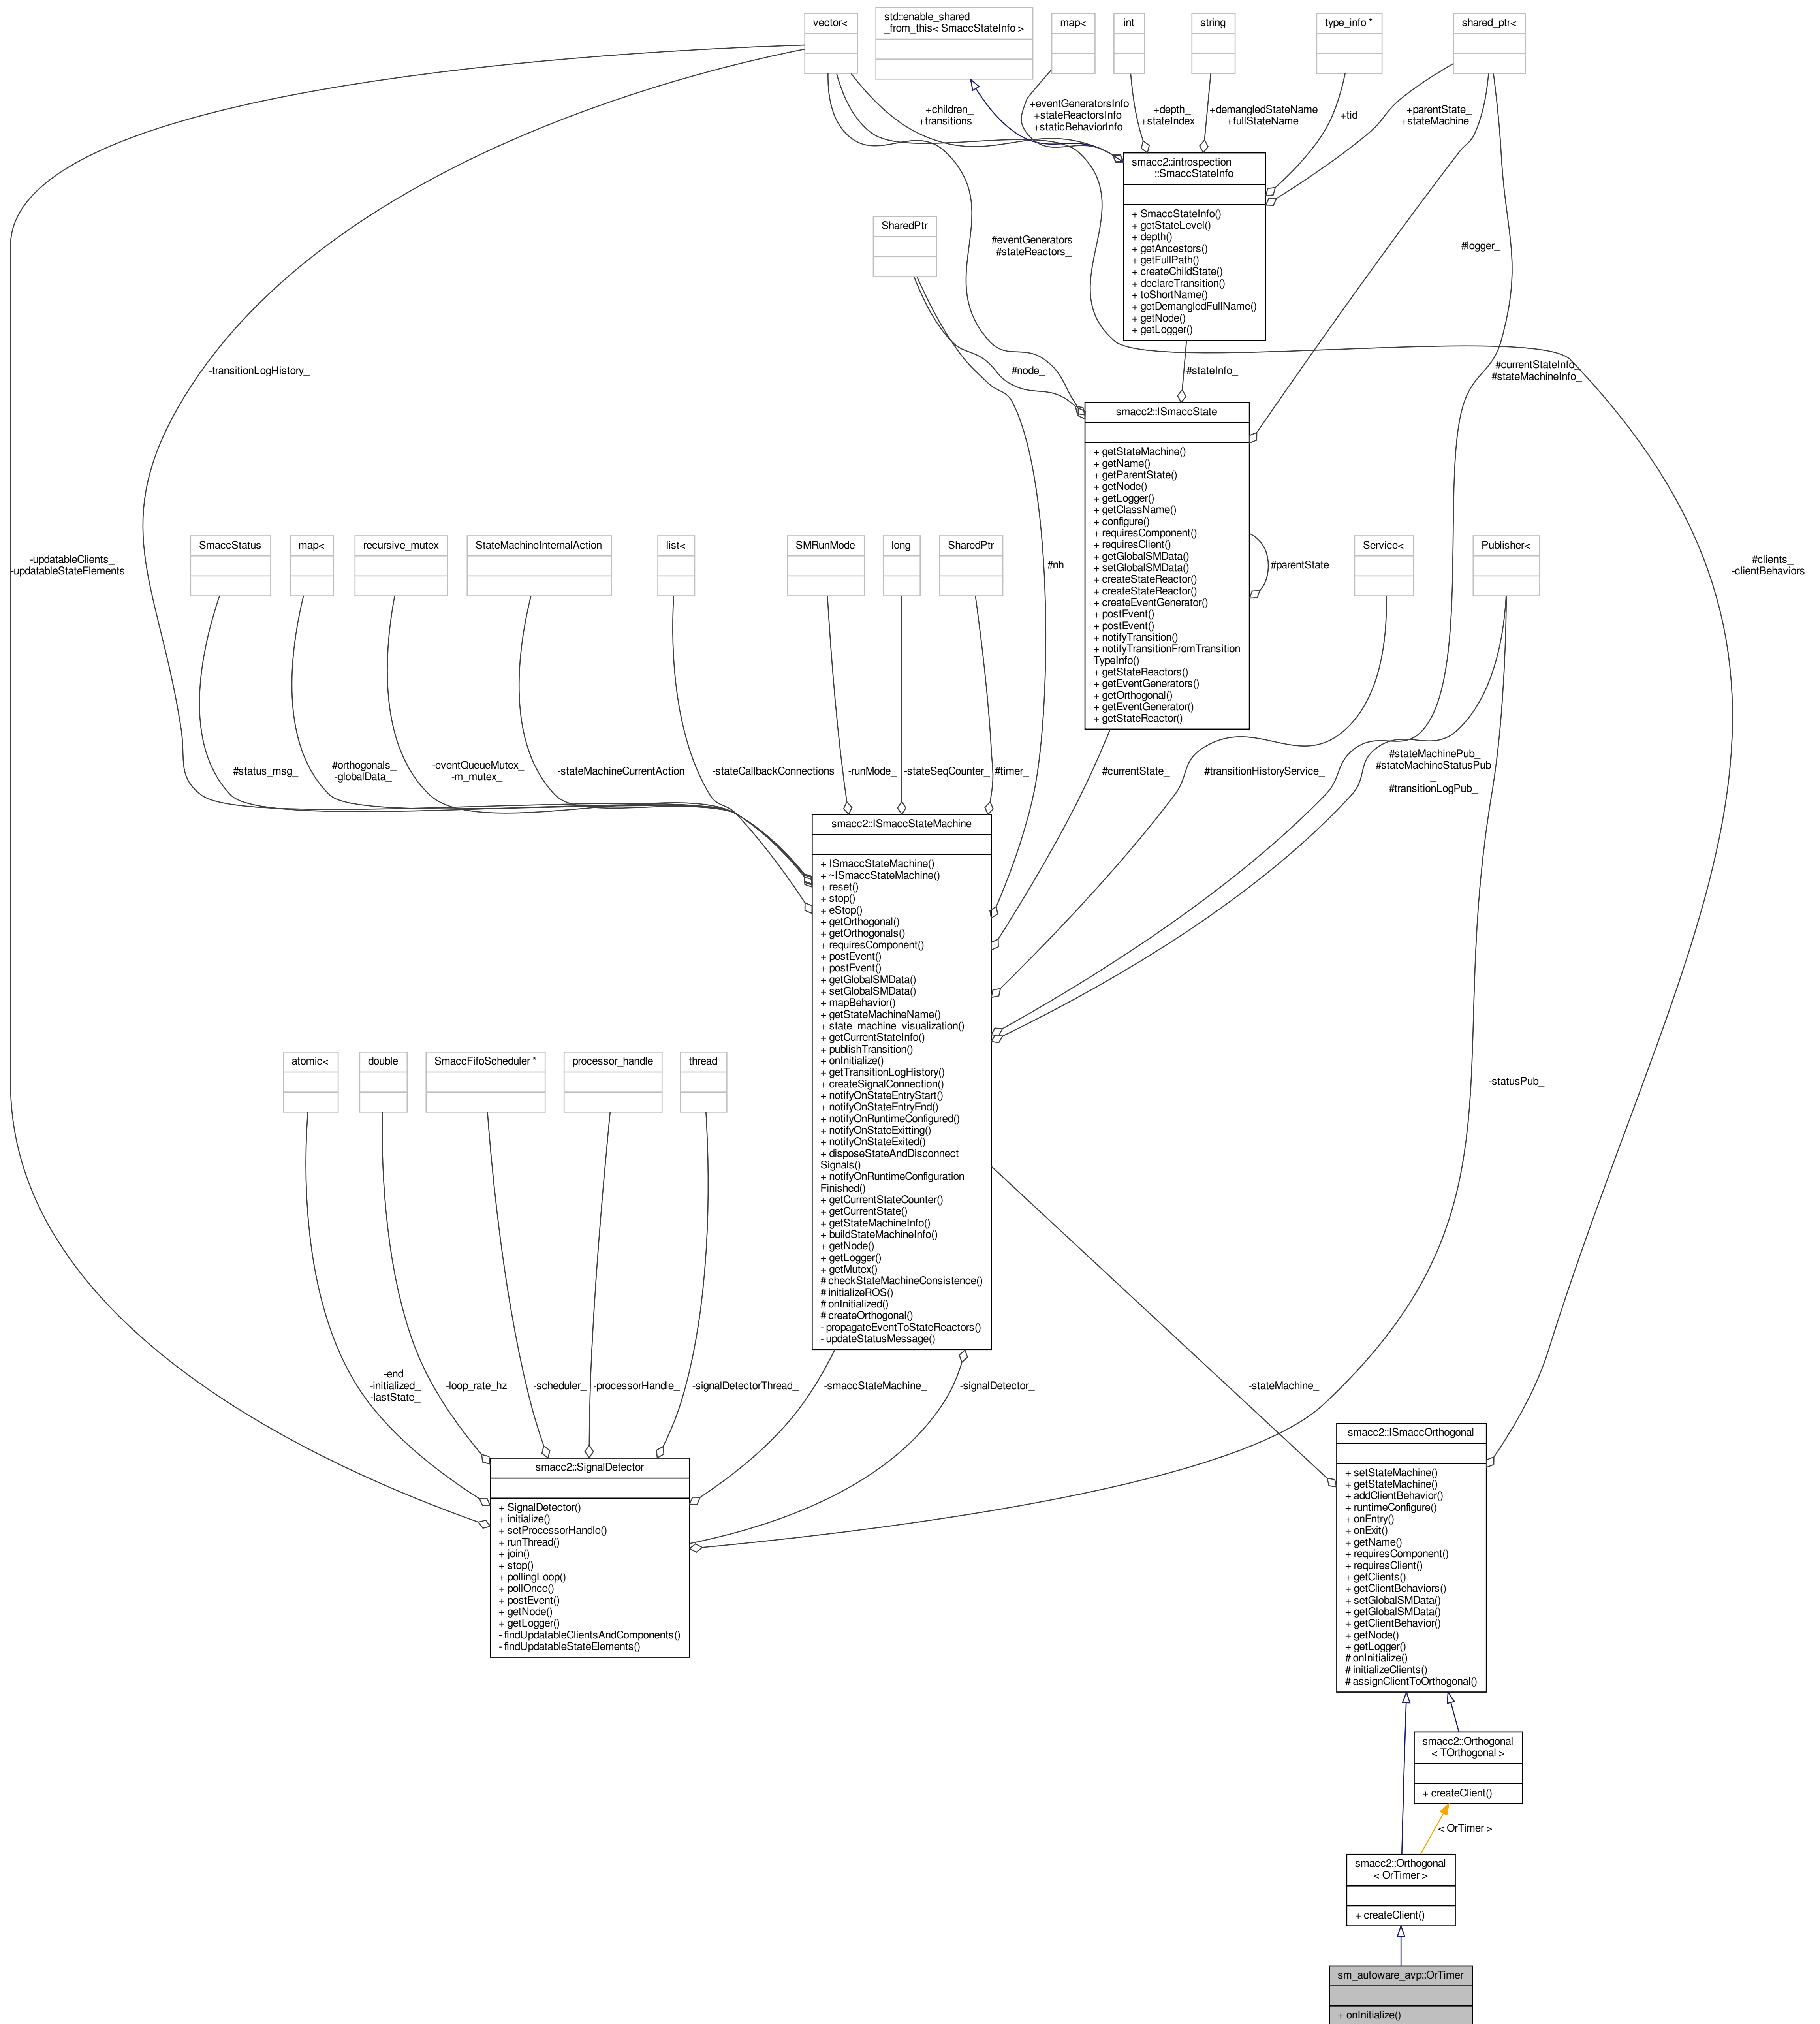 vector<
std::enable_shared
_from_this< SmaccStateInfo >
map<
int
string
type_info *
shared_ptr<
+children_
+transitions_
+eventGeneratorsInfo
+stateReactorsInfo
+staticBehaviorInfo
+depth_
+stateIndex_
+demangledStateName
+fullStateName
+tid_
+parentState_
+stateMachine_
smacc2::introspection
::SmaccStateInfo
+ SmaccStateInfo()
+ getStateLevel()
+ depth()
+ getAncestors()
+ getFullPath()
+ createChildState()
+ declareTransition()
+ toShortName()
+ getDemangledFullName()
+ getNode()
+ getLogger()
SharedPtr
#eventGenerators_
#stateReactors_
#logger_
-transitionLogHistory_
#node_
#stateInfo_
#currentStateInfo_
#stateMachineInfo_
smacc2::ISmaccState
+ getStateMachine()
+ getName()
+ getParentState()
+ getNode()
+ getLogger()
+ getClassName()
+ configure()
+ requiresComponent()
+ requiresClient()
+ getGlobalSMData()
+ setGlobalSMData()
+ createStateReactor()
+ createStateReactor()
+ createEventGenerator()
+ postEvent()
+ postEvent()
+ notifyTransition()
+ notifyTransitionFromTransition
TypeInfo()
+ getStateReactors()
+ getEventGenerators()
+ getOrthogonal()
+ getEventGenerator()
+ getStateReactor()
#parentState_
-updatableClients_
-updatableStateElements_
SmaccStatus
map<
recursive_mutex
StateMachineInternalAction
list<
SMRunMode
long
SharedPtr
#nh_
Service<
Publisher<
#clients_
-clientBehaviors_
#status_msg_
#orthogonals_
-globalData_
-eventQueueMutex_
-m_mutex_
-stateMachineCurrentAction
-stateCallbackConnections
-runMode_
-stateSeqCounter_
#timer_
#currentState_
#transitionHistoryService_
#stateMachinePub_
#stateMachineStatusPub
_
#transitionLogPub_
smacc2::ISmaccStateMachine
+ ISmaccStateMachine()
+ ~ISmaccStateMachine()
+ reset()
+ stop()
+ eStop()
+ getOrthogonal()
+ getOrthogonals()
+ requiresComponent()
+ postEvent()
+ postEvent()
+ getGlobalSMData()
+ setGlobalSMData()
+ mapBehavior()
+ getStateMachineName()
+ state_machine_visualization()
+ getCurrentStateInfo()
+ publishTransition()
+ onInitialize()
+ getTransitionLogHistory()
+ createSignalConnection()
+ notifyOnStateEntryStart()
+ notifyOnStateEntryEnd()
+ notifyOnRuntimeConfigured()
+ notifyOnStateExitting()
+ notifyOnStateExited()
+ disposeStateAndDisconnect
Signals()
+ notifyOnRuntimeConfiguration
Finished()
+ getCurrentStateCounter()
+ getCurrentState()
+ getStateMachineInfo()
+ buildStateMachineInfo()
+ getNode()
+ getLogger()
+ getMutex()
# checkStateMachineConsistence()
# initializeROS()
# onInitialized()
# createOrthogonal()
- propagateEventToStateReactors()
- updateStatusMessage()
atomic<
double
SmaccFifoScheduler *
processor_handle
thread
-statusPub_
-end_
-initialized_
-lastState_
-loop_rate_hz
-scheduler_
-processorHandle_
-signalDetectorThread_
-smaccStateMachine_
-signalDetector_
-stateMachine_
smacc2::SignalDetector
+ SignalDetector()
+ initialize()
+ setProcessorHandle()
+ runThread()
+ join()
+ stop()
+ pollingLoop()
+ pollOnce()
+ postEvent()
+ getNode()
+ getLogger()
- findUpdatableClientsAndComponents()
- findUpdatableStateElements()
smacc2::ISmaccOrthogonal
+ setStateMachine()
+ getStateMachine()
+ addClientBehavior()
+ runtimeConfigure()
+ onEntry()
+ onExit()
+ getName()
+ requiresComponent()
+ requiresClient()
+ getClients()
+ getClientBehaviors()
+ setGlobalSMData()
+ getGlobalSMData()
+ getClientBehavior()
+ getNode()
+ getLogger()
# onInitialize()
# initializeClients()
# assignClientToOrthogonal()
smacc2::Orthogonal
< TOrthogonal >
+ createClient()
< OrTimer >
smacc2::Orthogonal
< OrTimer >
+ createClient()
sm_autoware_avp::OrTimer
+ onInitialize()